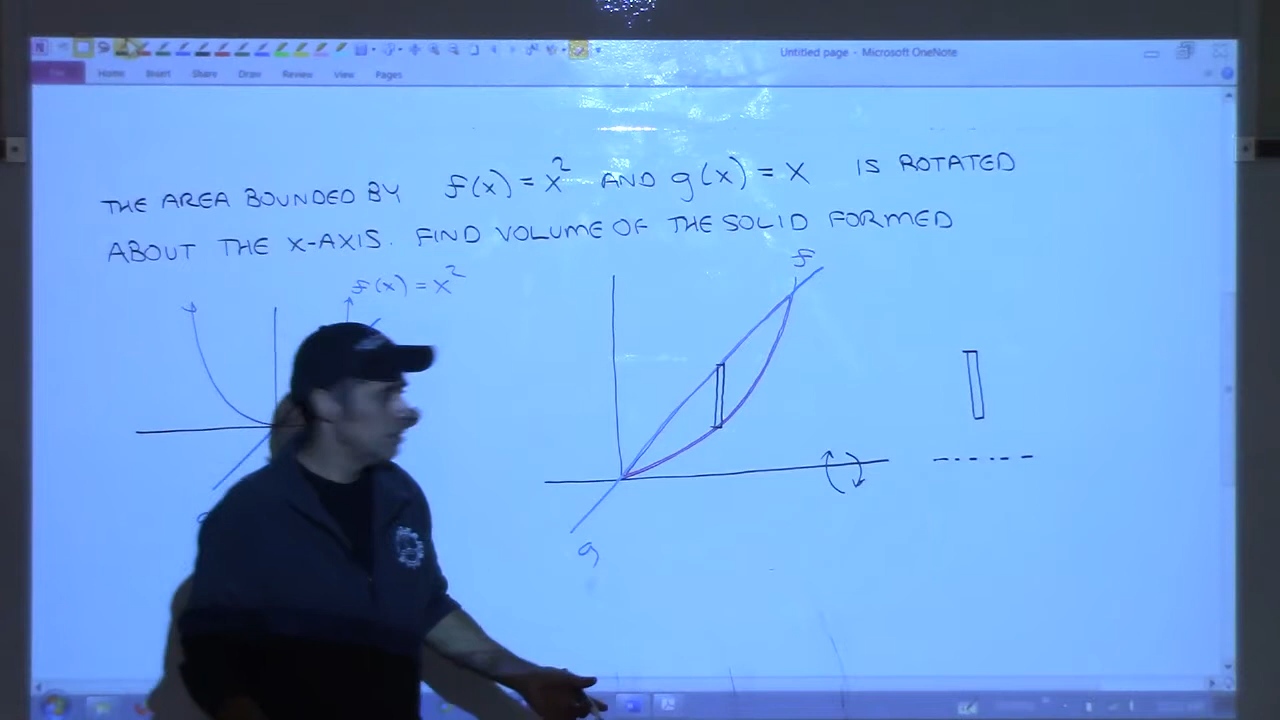 Untitled page - Microsoft OneNote
File Home Insert Share Draw Review View Pages
THE AREA BOUNDED BY f(x) = x² AND g(x) = x IS ROTATED
ABOUT THE X-AXIS. FIND VOLUME OF THE SOLID FORMED
f
f(x) = x²
g